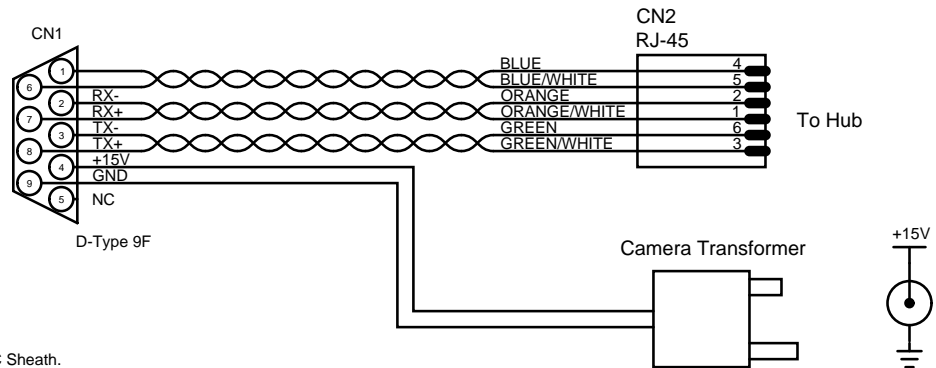 CN2
RJ-45
CN1
1
BLUE
4
6
BLUE/WHITE
5
2
RX-
ORANGE
2
7
RX+
ORANGE/WHITE
1
To Hub
3
TX-
GREEN
6
8
TX+
GREEN/WHITE
3
4
+15V
9
GND
5
NC
D-Type 9F
Camera Transformer
+15V
Sheath.